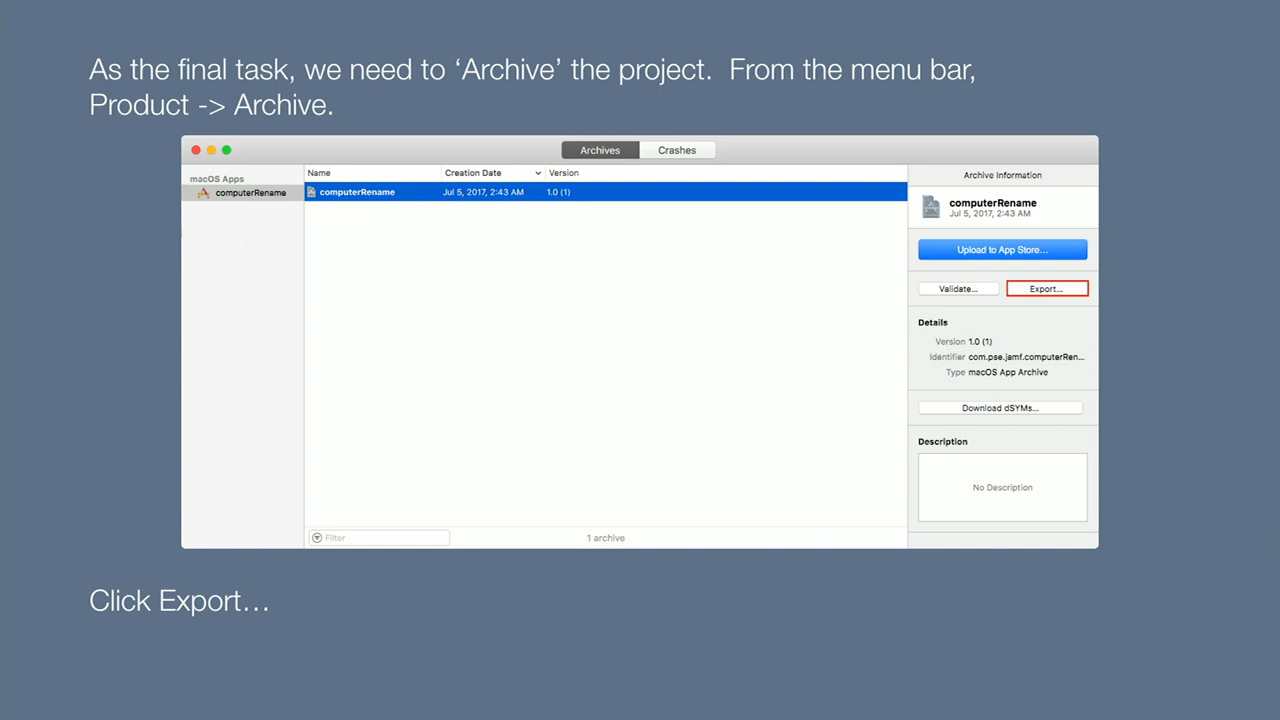 As the final task, we need to ‘Archive’ the project.  From the menu bar,
Product -> Archive.
Archives Crashes
macOS Apps
computerRename
Name Creation Date Version
computerRename Jul 5, 2017, 2:43 AM 1.0 (1)
Archive Information
computerRename
Jul 5, 2017, 2:43 AM
Upload to App Store...
Validate... Export...
Details
Version 1.0 (1)
Identifier com.pse.jamf.computerRen...
Type macOS App Archive
Download dSYMs...
Description
No Description
Filter 1 archive
Click Export…